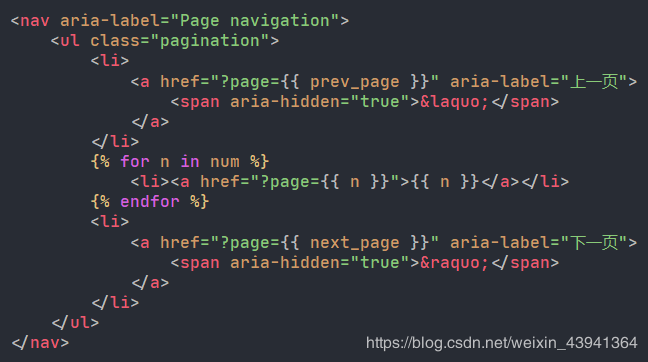 <nav aria-label="Page navigation">
    <ul class="pagination">
        <li>
            <a href="?page={{ prev_page }}" aria-label="上一页">
                <span aria-hidden="true">&laquo;</span>
            </a>
        </li>
        {% for n in num %}
            <li><a href="?page={{ n }}">{{ n }}</a></li>
        {% endfor %}
        <li>
            <a href="?page={{ next_page }}" aria-label="下一页">
                <span aria-hidden="true">&raquo;</span>
            </a>
        </li>
    </ul>
</nav>
https://blog.csdn.net/weixin_43941364